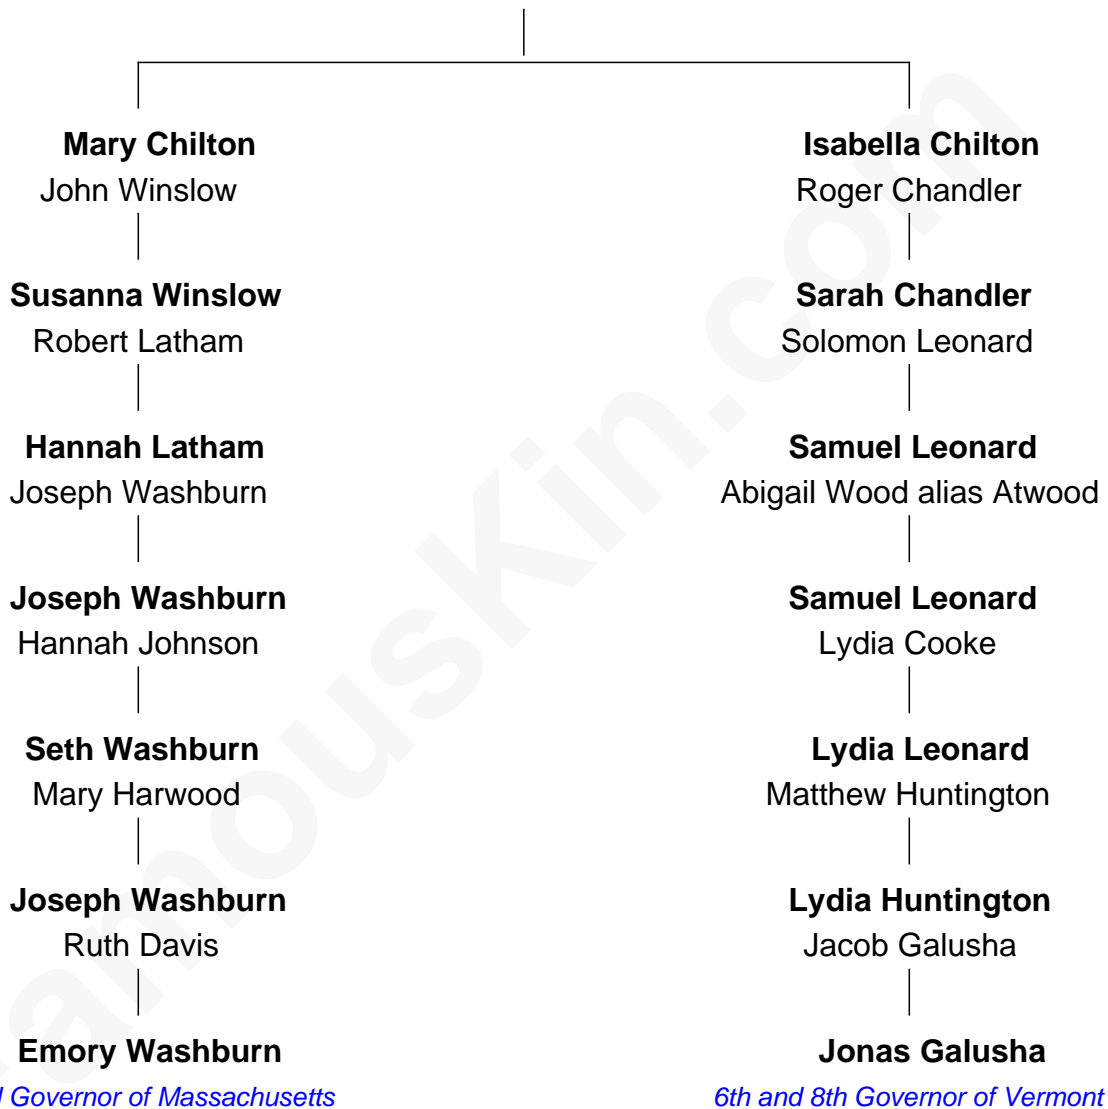 Mary Chilton
John Winslow
Susanna Winslow
Robert Latham
Hannah Latham
Joseph Washburn
Joseph Washburn
Hannah Johnson
Seth Washburn
Mary Harwood
Joseph Washburn
Ruth Davis
Emory Washburn
Governor of Massachusetts
Isabella Chilton
Roger Chandler
Sarah Chandler
Solomon Leonard
Samuel Leonard
Abigail Wood alias Atwood
Samuel Leonard
Lydia Cooke
Lydia Leonard
Matthew Huntington
Lydia Huntington
Jacob Galusha
Jonas Galusha
6th and 8th Governor of Vermont
amousKin.com